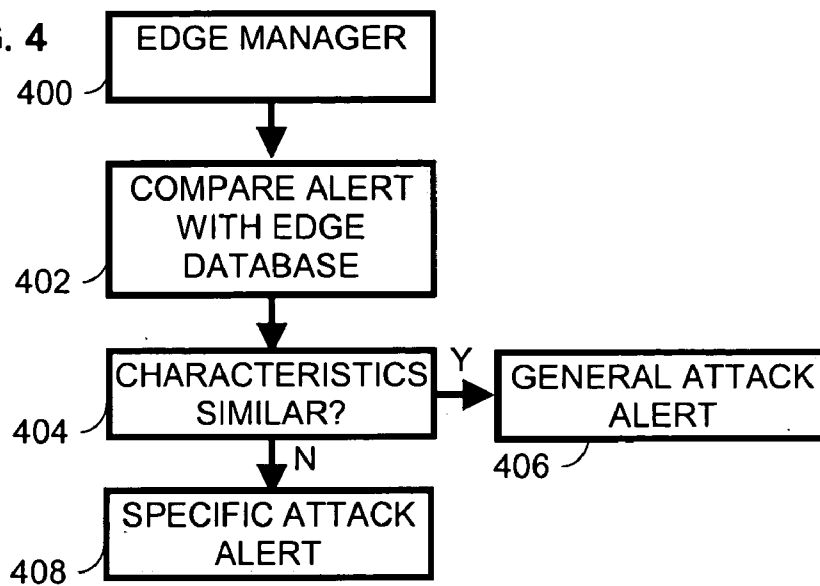 . 4
EDGE MANAGER
400
COMPARE ALERT
WITH EDGE
DATABASE
402
CHARACTERISTICS
SIMILAR?
404
Y
GENERAL ATTACK
ALERT
406
N
SPECIFIC ATTACK
ALERT
408